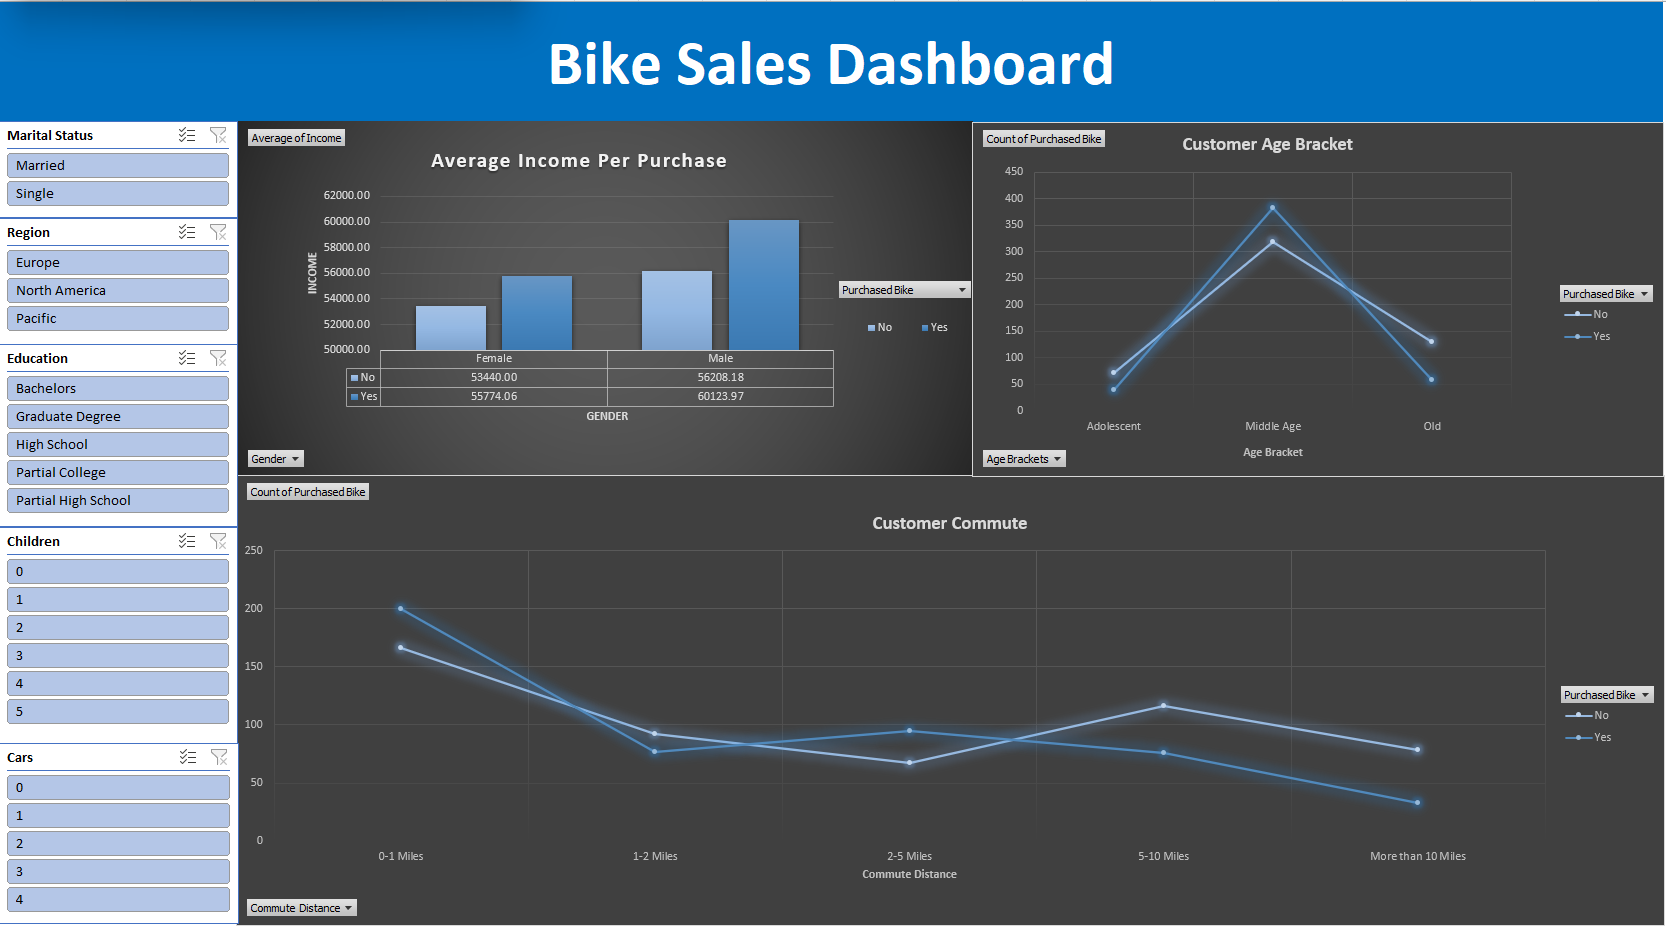 Bike Sales Dashboard
Marital Status
Married
Single
Region
Europe
North America
Pacific
Education
Bachelors
Graduate Degree
High School
Partial College
Partial High School
Children
0
1
2
3
4
5
Cars
0
1
2
3
4
Average of Income
Average Income Per Purchase
INCOME
62000.00
60000.00
58000.00
56000.00
54000.00
52000.00
50000.00
Female Male
No 53440.00 56208.18
Yes 55774.06 60123.97
GENDER
Purchased Bike
No Yes
Gender
Count of Purchased Bike
Customer Age Bracket
450
400
350
300
250
200
150
100
50
0
Adolescent Middle Age Old
Age Bracket
Purchased Bike
No
Yes
Age Brackets
Count of Purchased Bike
Customer Commute
250
200
150
100
50
0
0-1 Miles 1-2 Miles 2-5 Miles 5-10 Miles More than 10 Miles
Commute Distance
Purchased Bike
No
Yes
Commute Distance